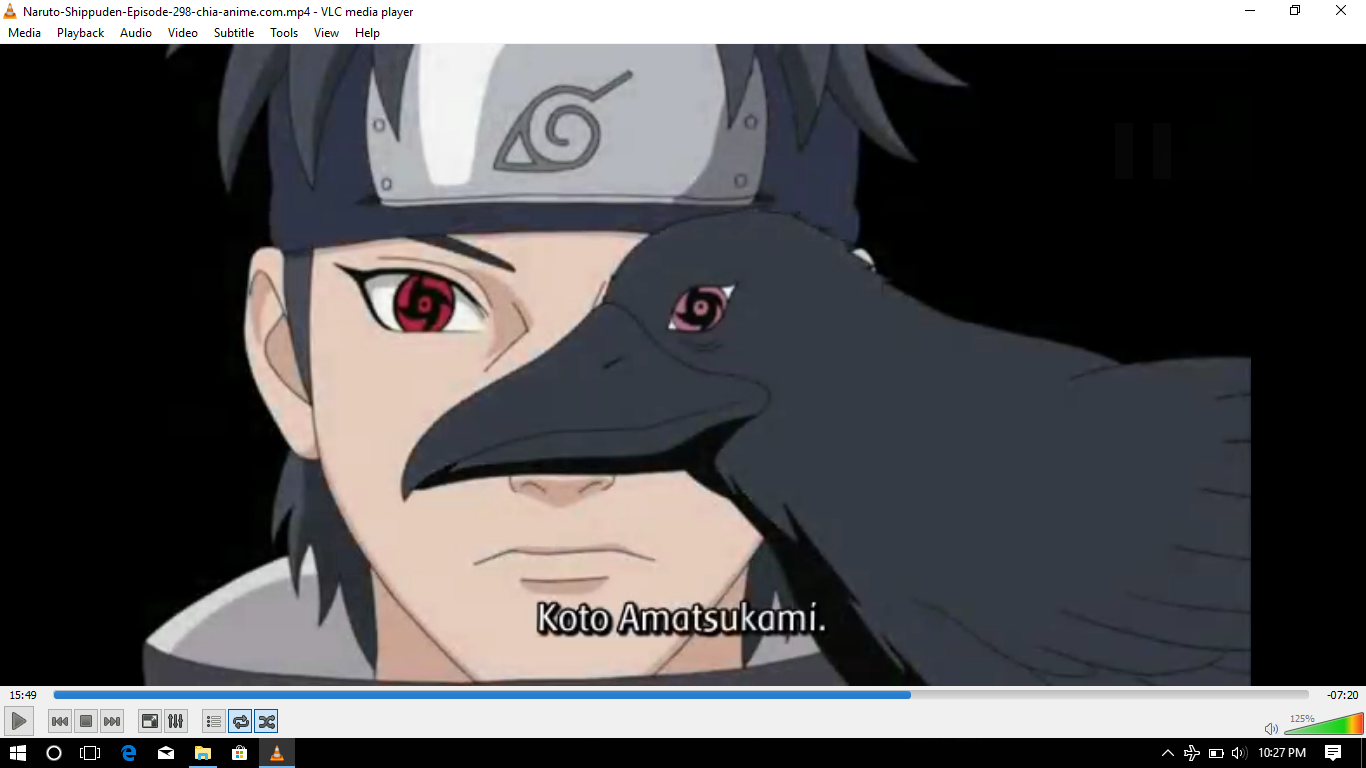 Naruto-Shippuden-Episode-298-chia-anime.com.mp4 - VLC media player
Media Playback Audio Video Subtitle Tools View Help
Koto Amatsukami.
15:49 -07:20
125%
10:27 PM